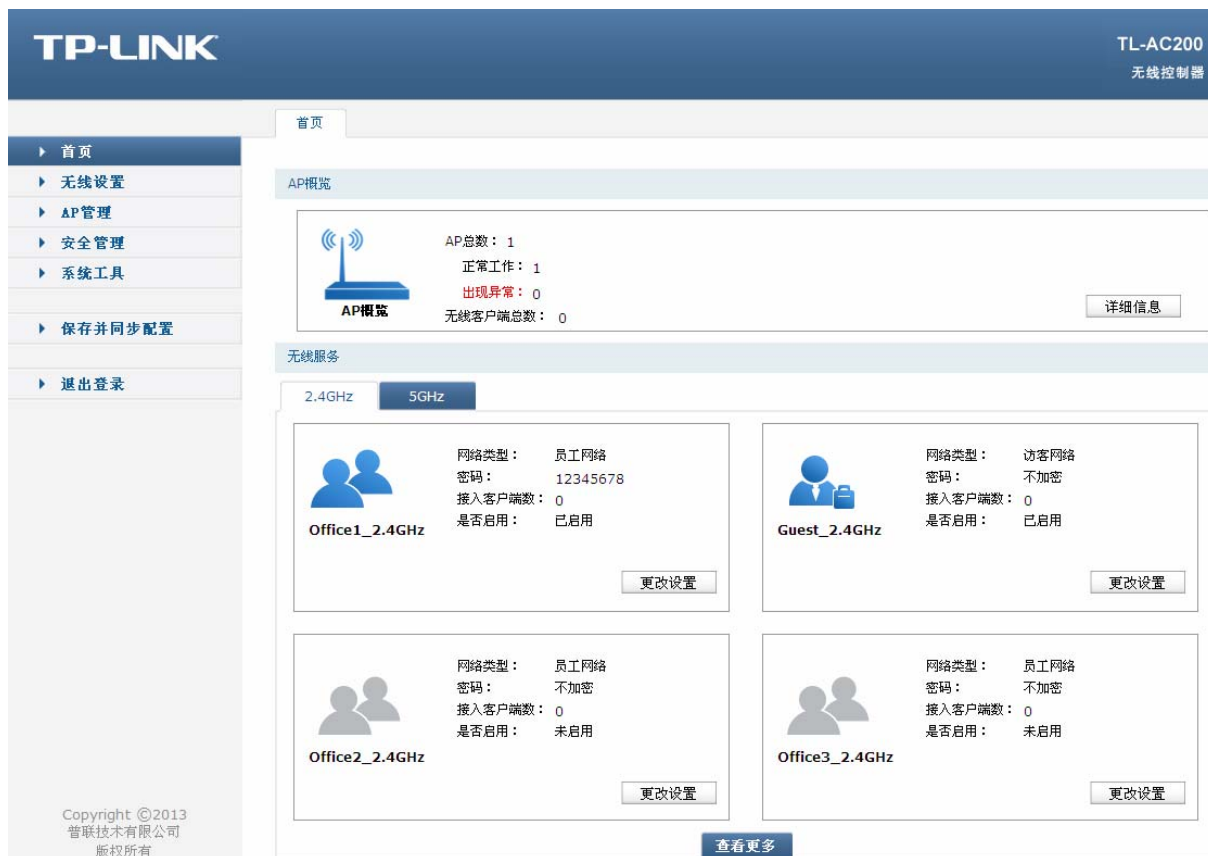 TP-LINK
TL-AC200
无线控制器
首页
首页
无线设置
AP管理
安全管理
系统工具
保存并同步配置
退出登录
AP概览
AP概览
AP总数： 1
正常工作： 1
出现异常： 0
无线客户端总数： 0
详细信息
无线服务
2.4GHz
5GHz
Office1_2.4GHz
网络类型： 员工网络
密码： 12345678
接入客户端数： 0
是否启用： 已启用
更改设置
Guest_2.4GHz
网络类型： 访客网络
密码： 不加密
接入客户端数： 0
是否启用： 已启用
更改设置
Office2_2.4GHz
网络类型： 员工网络
密码： 不加密
接入客户端数： 0
是否启用： 未启用
更改设置
Office3_2.4GHz
网络类型： 员工网络
密码： 不加密
接入客户端数： 0
是否启用： 未启用
更改设置
查看更多
Copyright ©2013
普联技术有限公司
版权所有